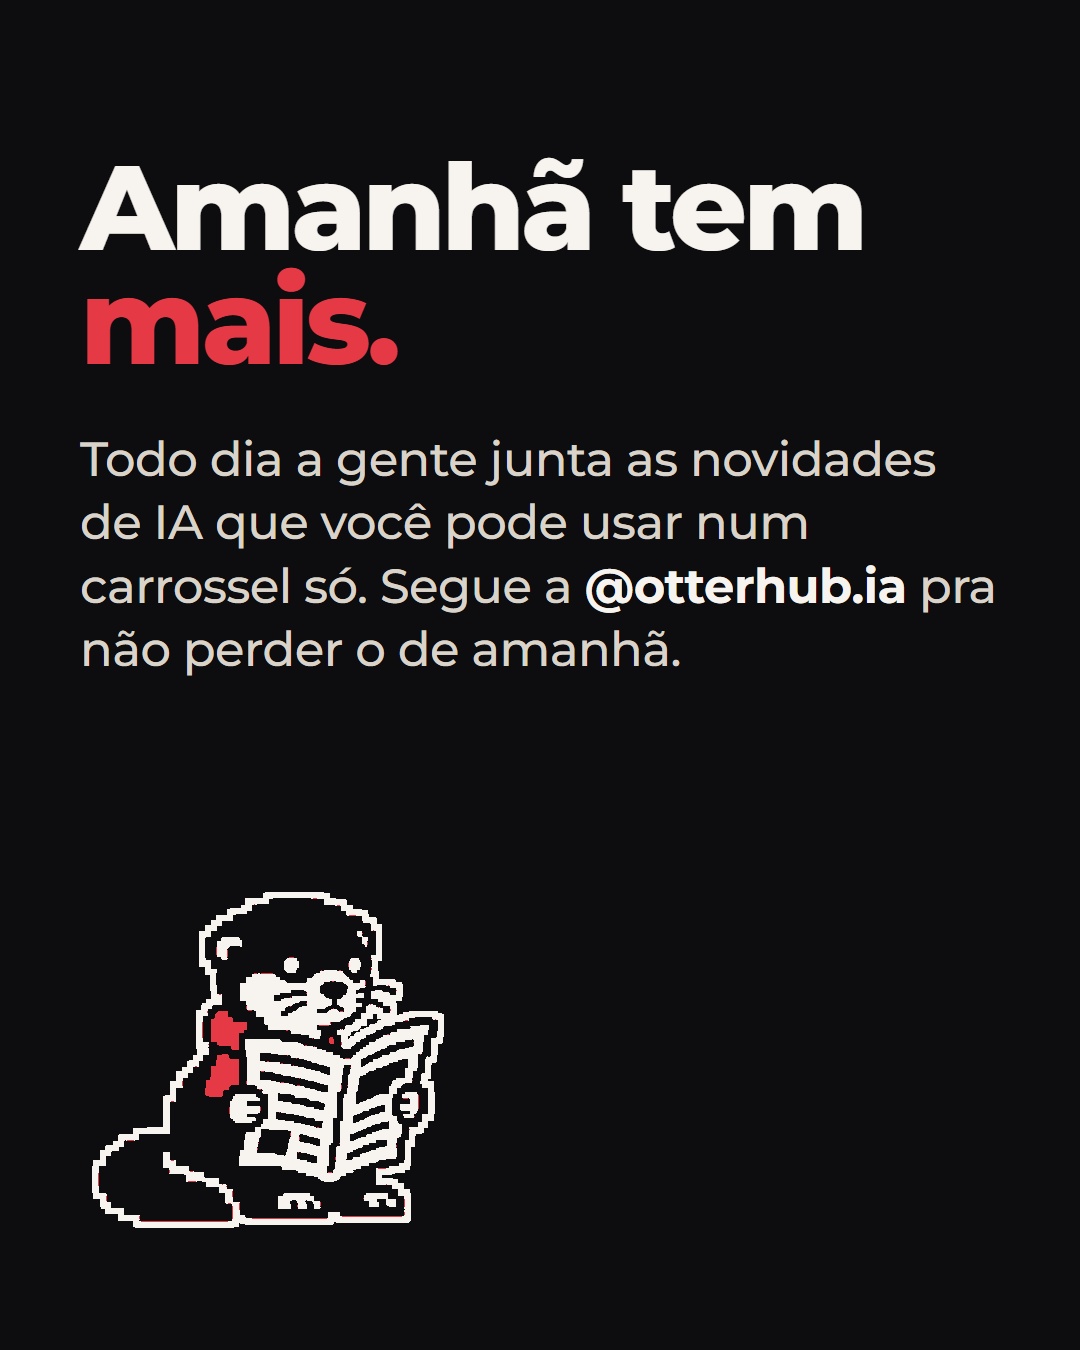 Amanhã tem
mais.
Todo dia a gente junta as novidades
de IA que você pode usar num
carrossel só. Segue a @otterhub.ia pra
não perder o de amanhã.